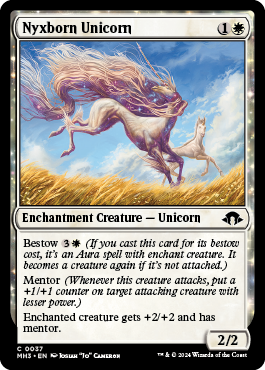 Nyxborn Unicorn 1
Enchantment Creature — Unicorn
Bestow 3 (If you cast this card for its bestow
cost, it's an Aura spell with enchant creature. It
becomes a creature again if it's not attached.)
Mentor (Whenever this creature attacks, put a
+1/+1 counter on target attacking creature with
lesser power.)
Enchanted creature gets +2/+2 and has
mentor.
2/2
C 0037
MH3 • EN Josiah "Jo" Cameron
™ & © 2024 Wizards of the Coast